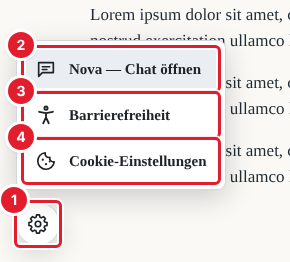 Lorem ipsum dolor sit amet,
nostrud exercitation ullamco
2
Nova — Chat öffnen
sit amet,
3
Barrierefreiheit
ullamco
4
Cookie-Einstellungen
sit amet,
ullamco
1